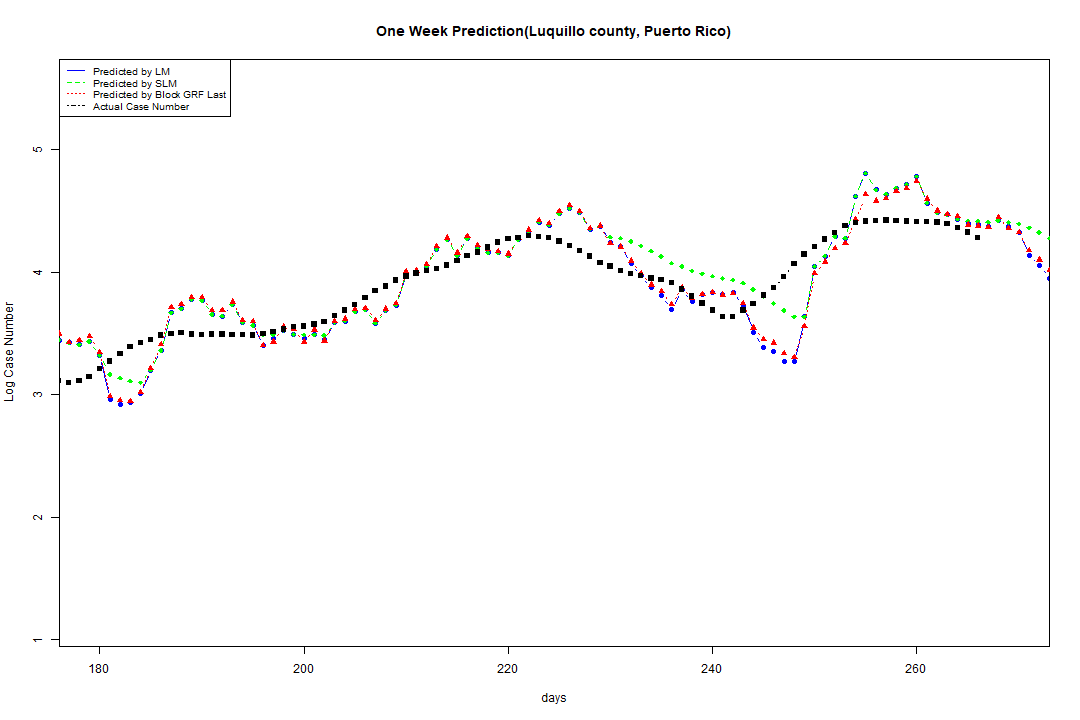 One Week Prediction(Luquillo county, Puerto Rico)
Predicted by LM
Predicted by SLM
Predicted by Block GRF Last
Actual Case Number
5
4
3
2
1
Log Case Number
180 200 220 240 260
days